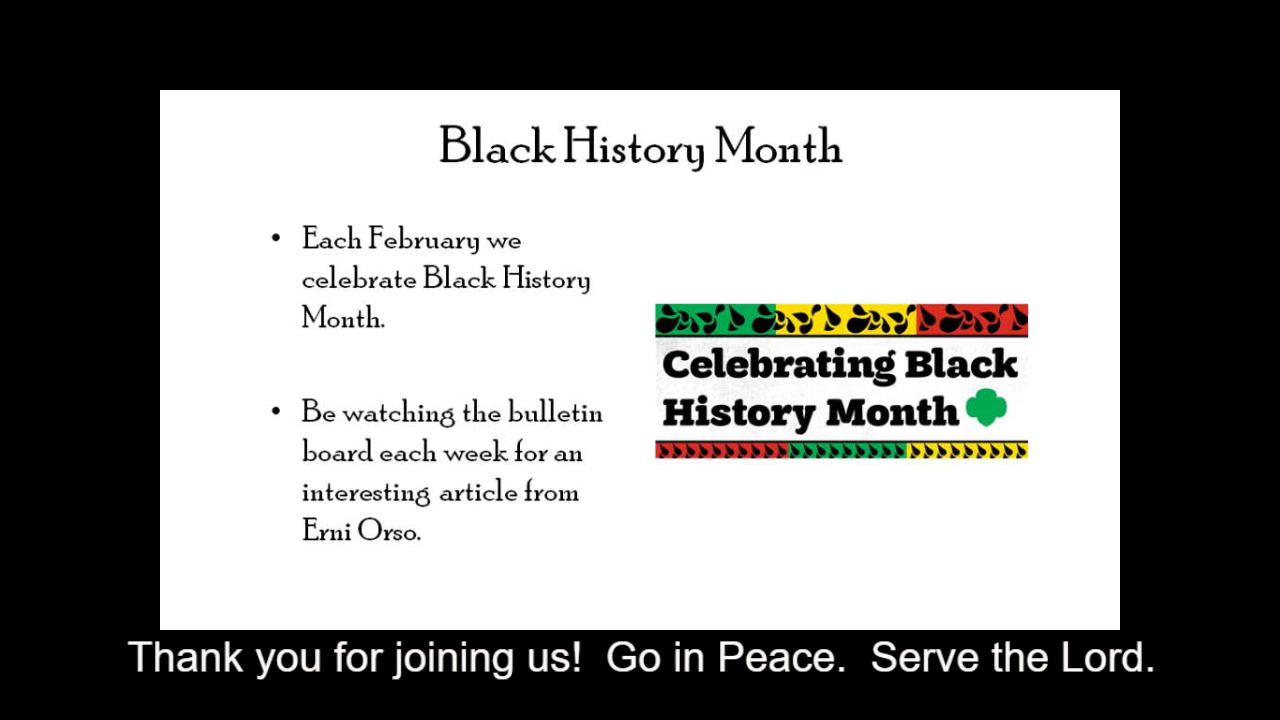 Black History Month
• Each February we
celebrate Black History
Month.
• Be watching the bulletin
board each week for an
interesting article from
Erni Orso.
Celebrating Black
History Month
Thank you for joining us!  Go in Peace.  Serve the Lord.